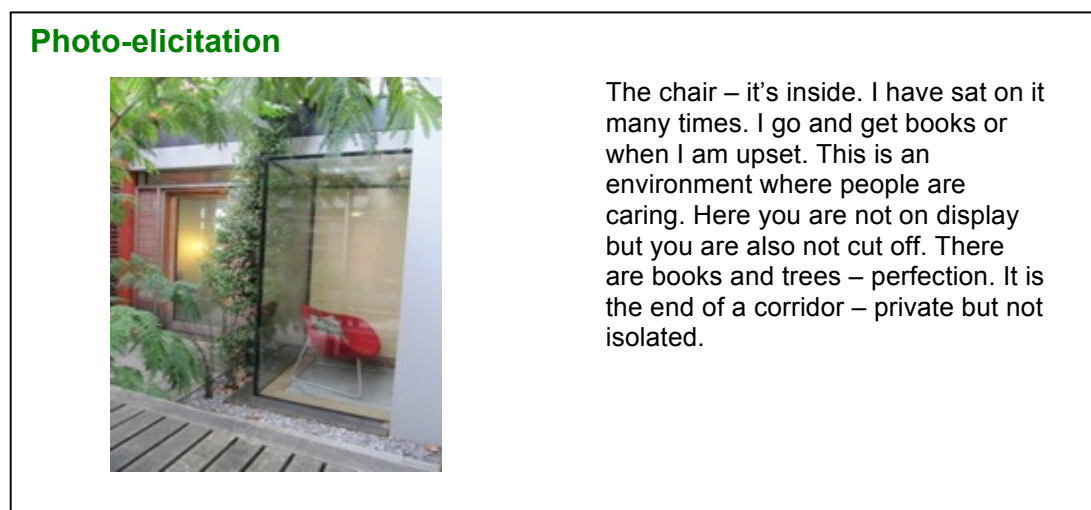 Photo-elicitation
The chair – it’s inside. I have sat on it
many times. I go and get books or
when I am upset. This is an
environment where people are
caring. Here you are not on display
but you are also not cut off. There
are books and trees – perfection. It is
the end of a corridor – private but not
isolated.